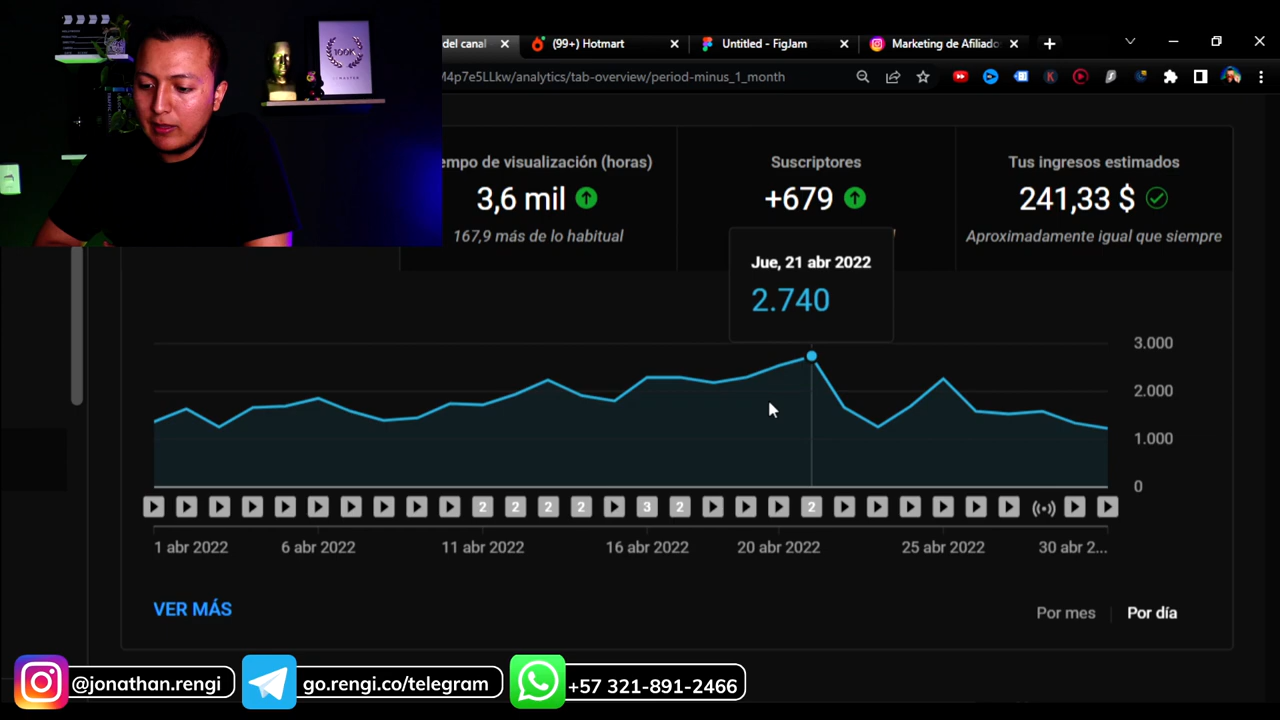 100K
del canal
(99+) Hotmart
Untitled - FigJam
Marketing de Afiliado
M4p7e5LLkw/analytics/tab-overview/period-minus_1_month
empo de visualización (horas)
3,6 mil
167,9 más de lo habitual
Suscriptores
+679
Tus ingresos estimados
241,33 $
Aproximadamente igual que siempre
Jue, 21 abr 2022
2.740
3.000
2.000
1.000
0
2 2 2 2 3 2 2
1 abr 2022 6 abr 2022 11 abr 2022 16 abr 2022 20 abr 2022 25 abr 2022 30 abr 2...
VER MÁS
Por mes
Por día
@jonathan.rengi
go.rengi.co/telegram
+57 321-891-2466